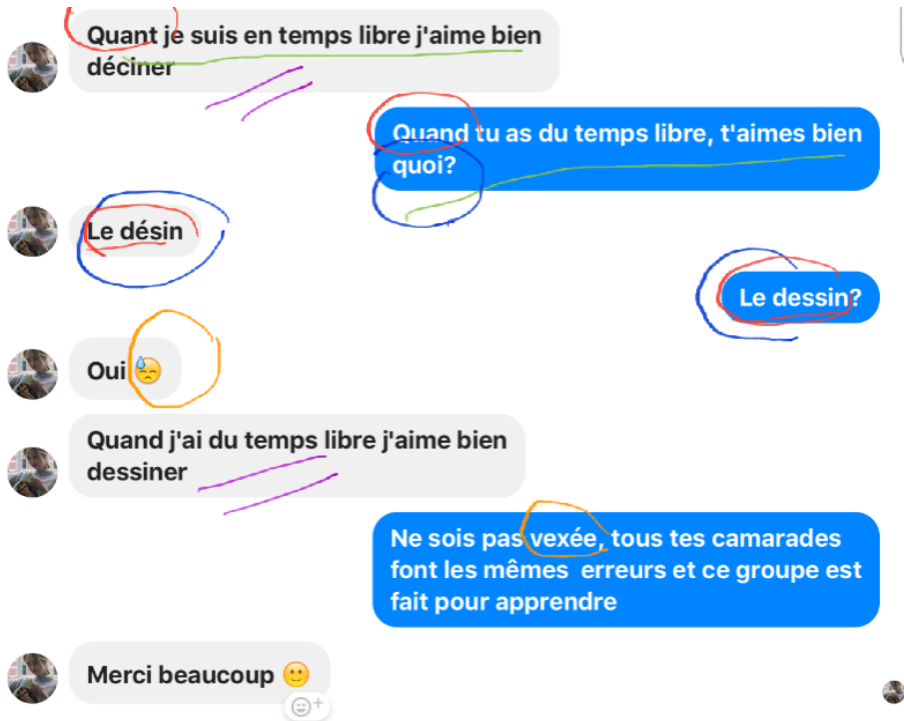 Quant je suis en temps libre j'aime bien
déciner
Quand tu as du temps libre, t'aimes bien
quoi?
Le désin
Le dessin?
Oui 😓
Quand j'ai du temps libre j'aime bien
dessiner
Ne sois pas vexée, tous tes camarades
font les mêmes  erreurs et ce groupe est
fait pour apprendre
Merci beaucoup 🙂